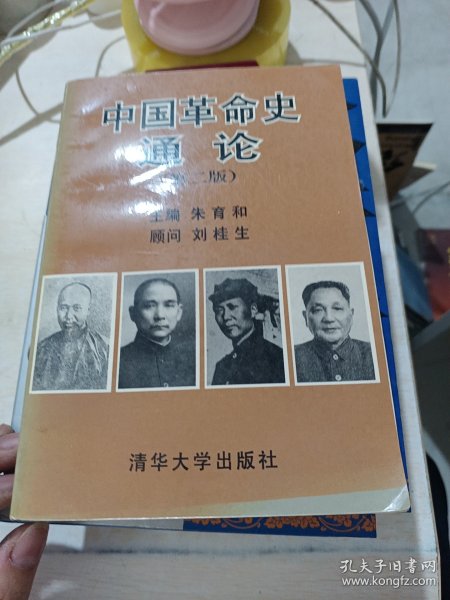 中国革命史
通论
(第二版)
主编 朱育和
顾问 刘桂生
清华大学出版社
孔夫子旧书网
www.kongfz.com